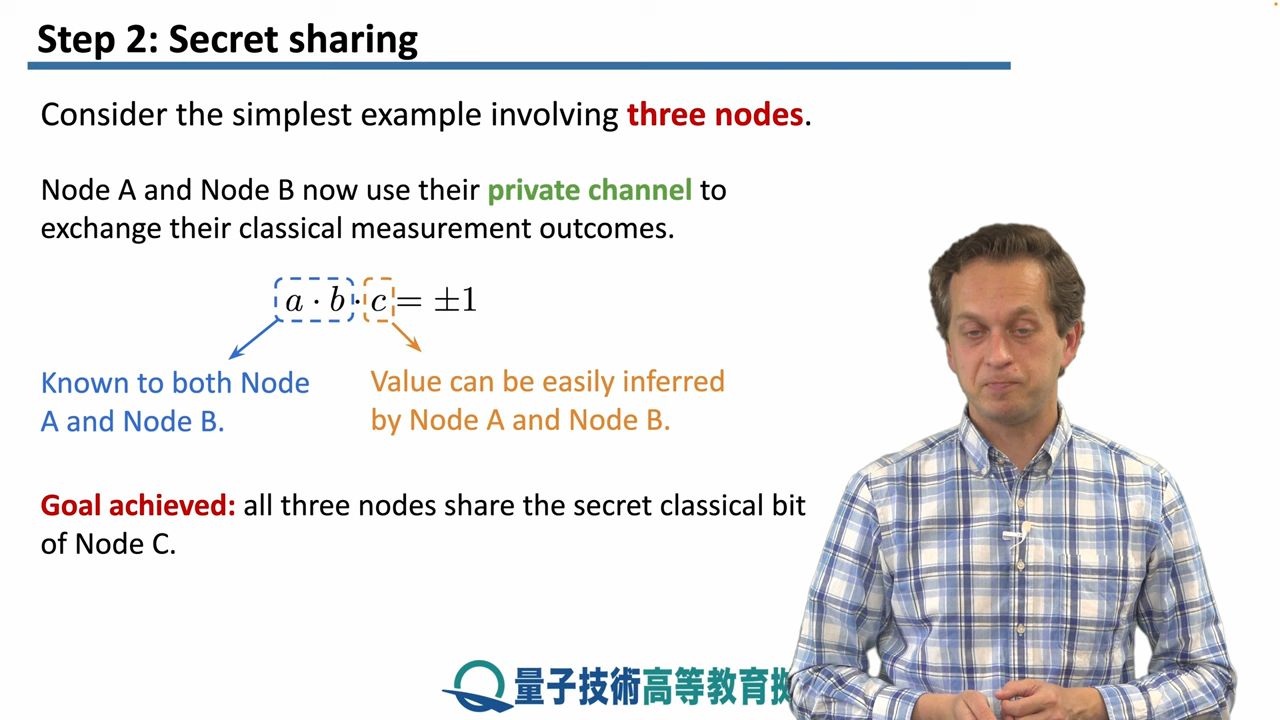 Step 2: Secret sharing
Consider the simplest example involving three nodes.
Node A and Node B now use their private channel to
exchange their classical measurement outcomes.
a · b · c = ±1
Known to both Node
A and Node B.
Value can be easily inferred
by Node A and Node B.
Goal achieved: all three nodes share the secret classical bit
of Node C.
量子技術高等教育拠